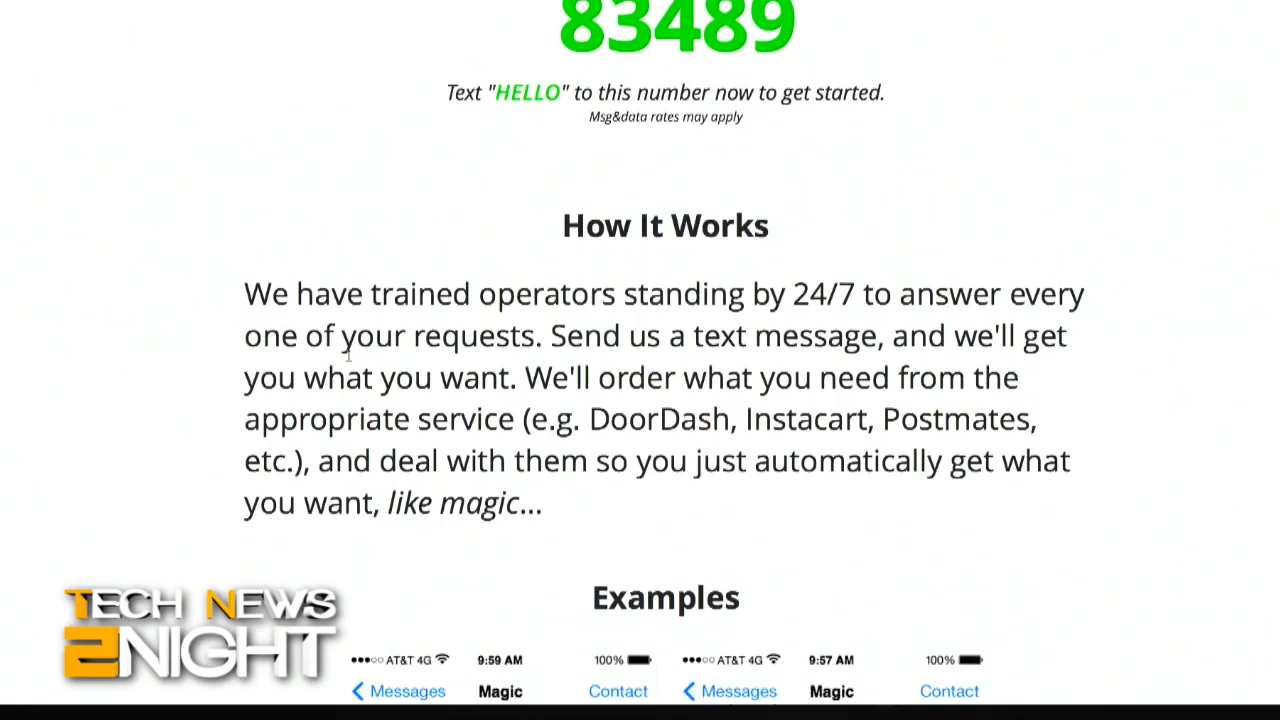 83489
Text "HELLO" to this number now to get started.
Msg&data rates may apply
How It Works
We have trained operators standing by 24/7 to answer every
one of your requests. Send us a text message, and we'll get
you what you want. We'll order what you need from the
appropriate service (e.g. DoorDash, Instacart, Postmates,
etc.), and deal with them so you just automatically get what
you want, like magic...
Examples
TECH NEWS
2NIGHT
AT&T 4G 9:59 AM 100% AT&T 4G 9:57 AM 100%
Messages Magic Contact Messages Magic Contact